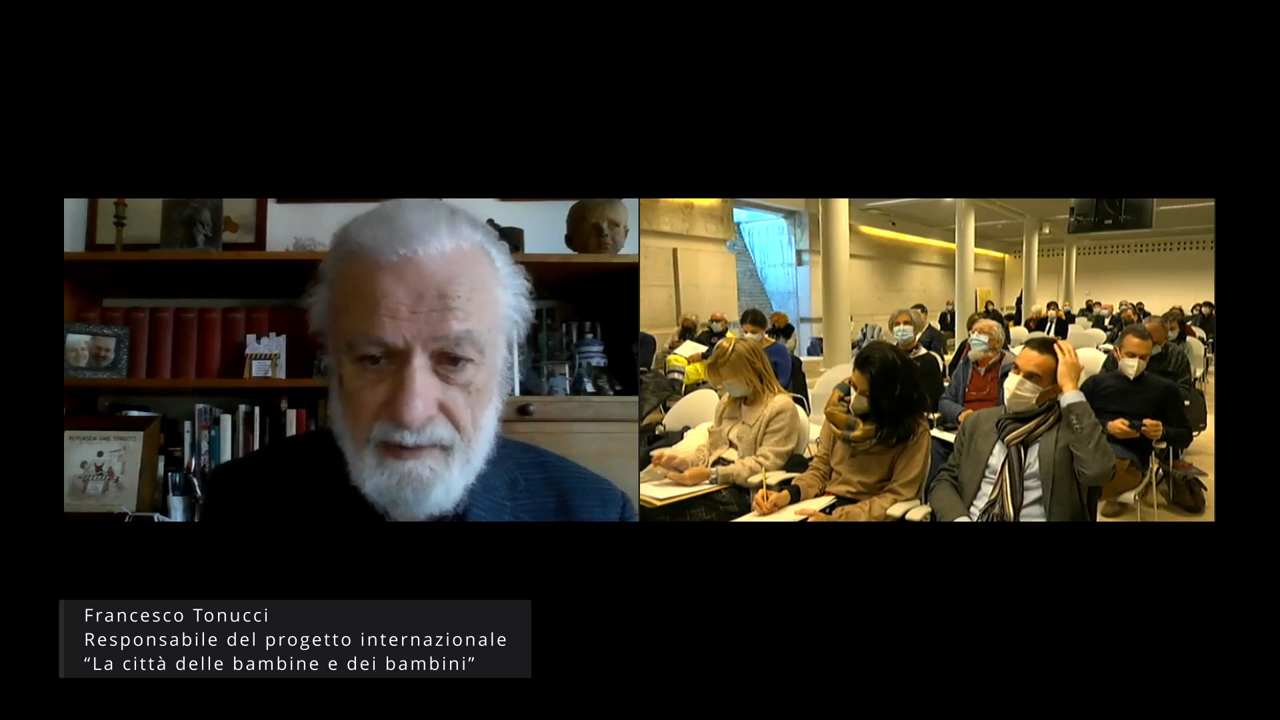 Francesco Tonucci
Responsabile del progetto internazionale
“La città delle bambine e dei bambini”